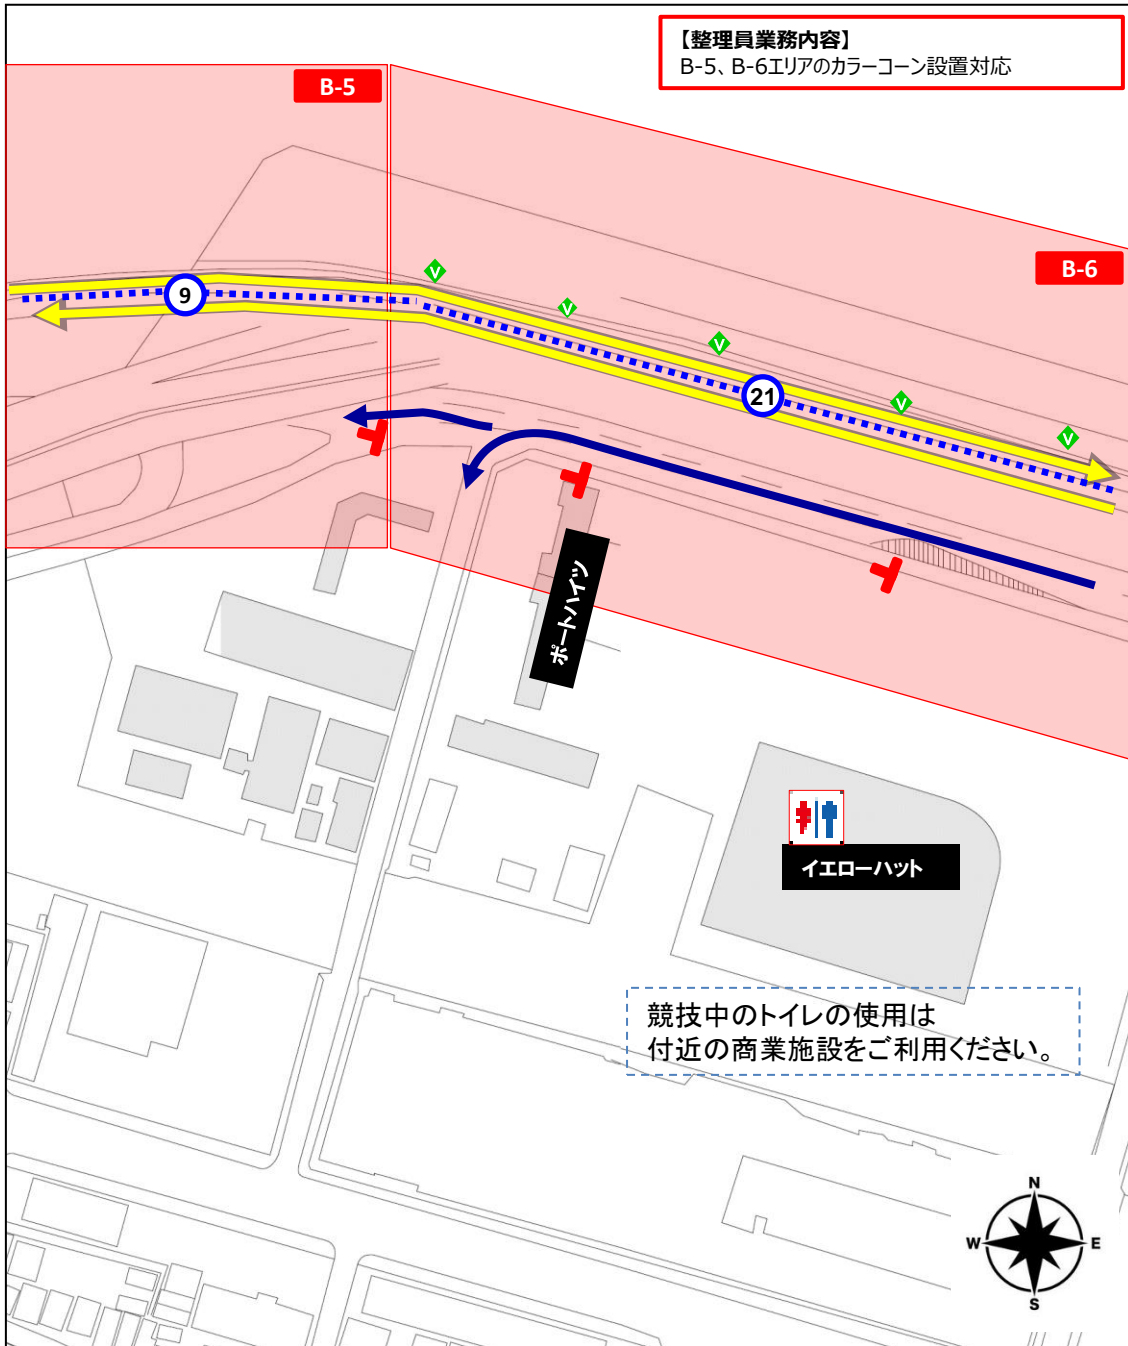 【整理員業務内容】
B-5、B-6エリアのカラーコーン設置対応
B-5
B-6
V
V
V
V
V
9
21
ポートハイツ
イエローハット
競技中のトイレの使用は
付近の商業施設をご利用ください。
N
W
E
S